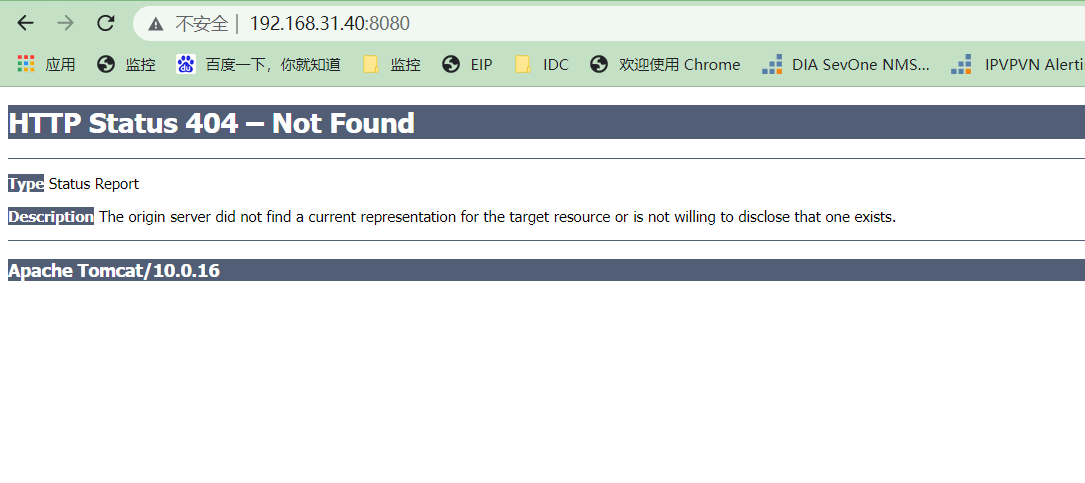 不安全 | 192.168.31.40:8080
应用 监控 百度一下，你就知道 监控 EIP IDC 欢迎使用 Chrome DIA SevOne NMS... IPVPVN Alerti
HTTP Status 404 – Not Found
Type Status Report
Description The origin server did not find a current representation for the target resource or is not willing to disclose that one exists.
Apache Tomcat/10.0.16